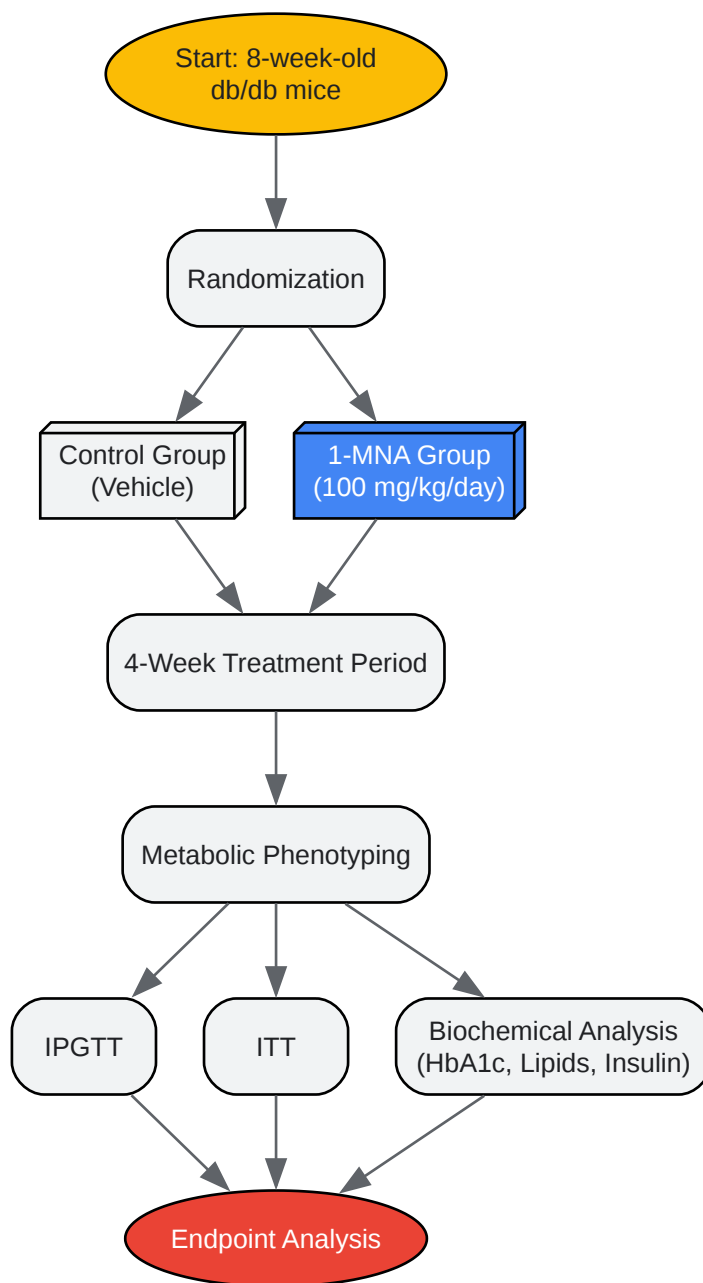 Start: 8-week-old
db/db mice
Randomization
Control Group
(Vehicle)
1-MNA Group
(100 mg/kg/day)
4-Week Treatment Period
Metabolic Phenotyping
IPGTT
ITT
Biochemical Analysis
(HbA1c, Lipids, Insulin)
Endpoint Analysis